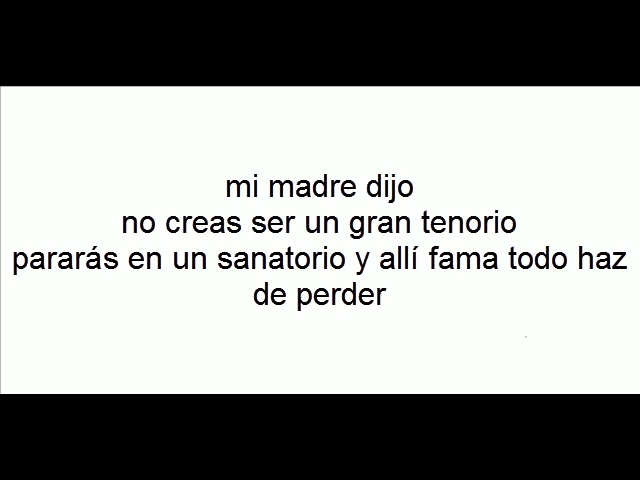 mi madre dijo
no creas ser un gran tenorio
pararás en un sanatorio y allí fama todo haz
de perder